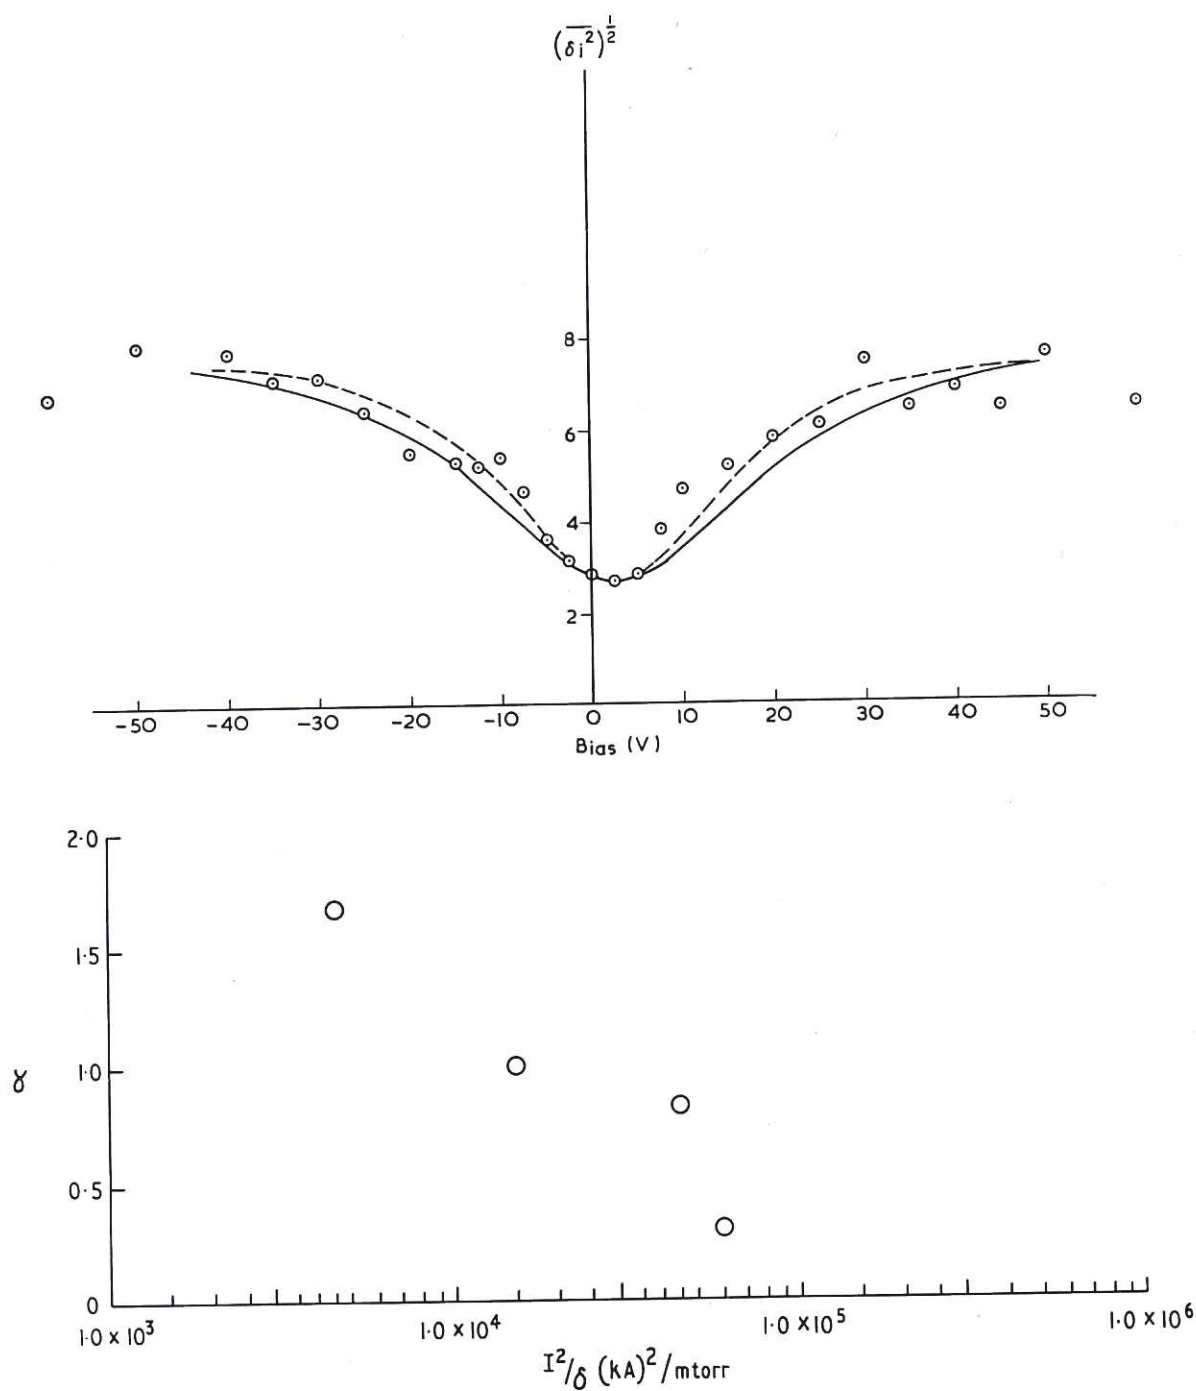 (δi²)^½
8
6
4
2
-50 -40 -30 -20 -10 0 10 20 30 40 50
Bias (V)
2·0
1·5
γ 1·0
0·5
0
1·0 x 10³ 1·0 x 10⁴ 1·0 x 10⁵ 1·0 x 10⁶
I²/δ (kA)²/mtorr